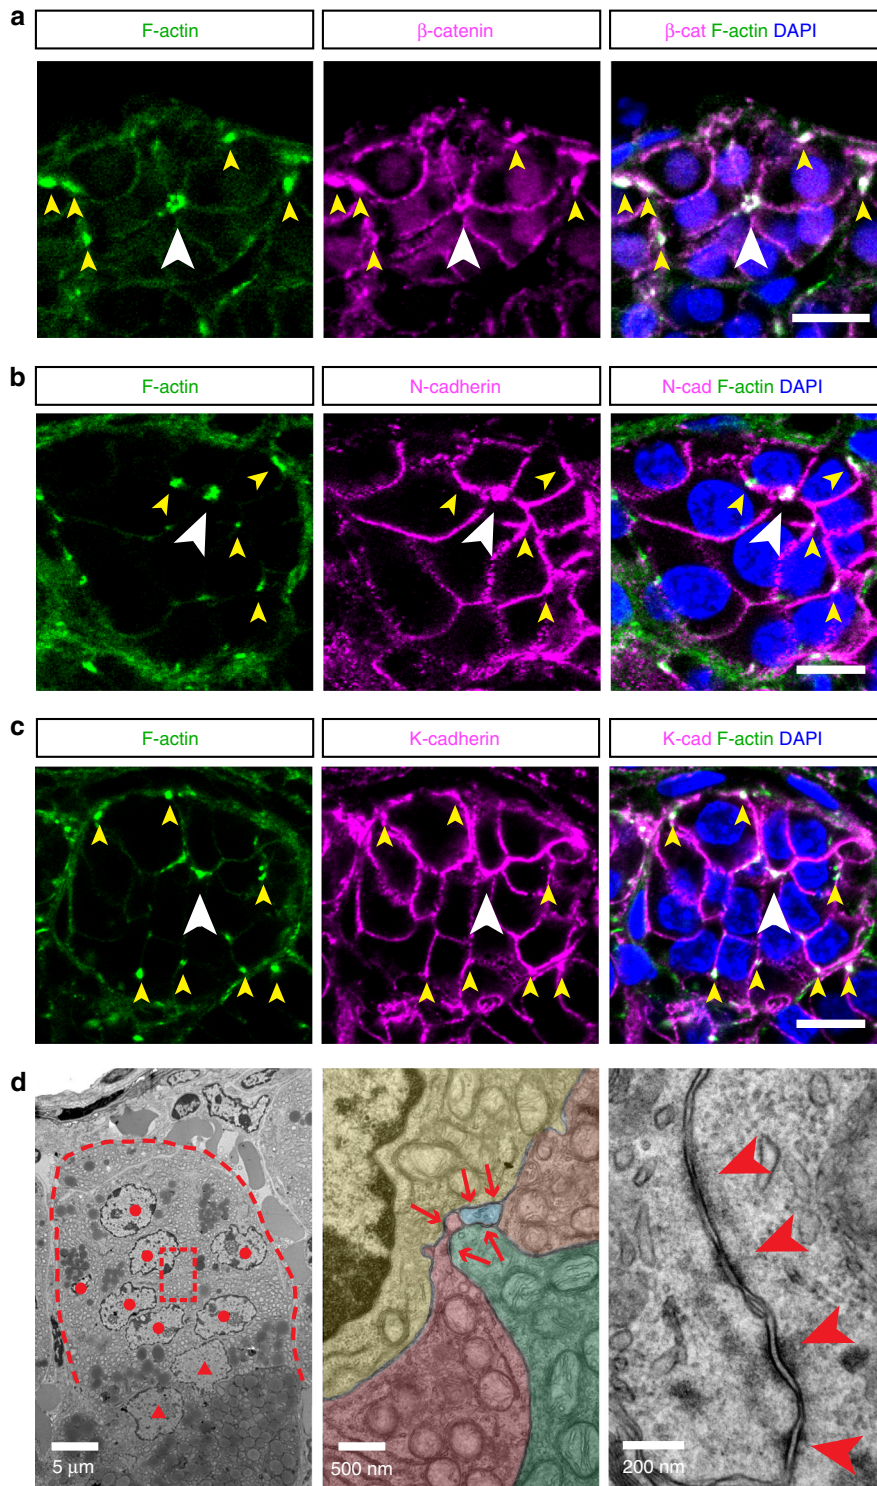 a
F-actin
β-catenin
β-cat F-actin DAPI
b
F-actin
N-cadherin
N-cad F-actin DAPI
c
F-actin
K-cadherin
K-cad F-actin DAPI
d
5 μm
500 nm
200 nm